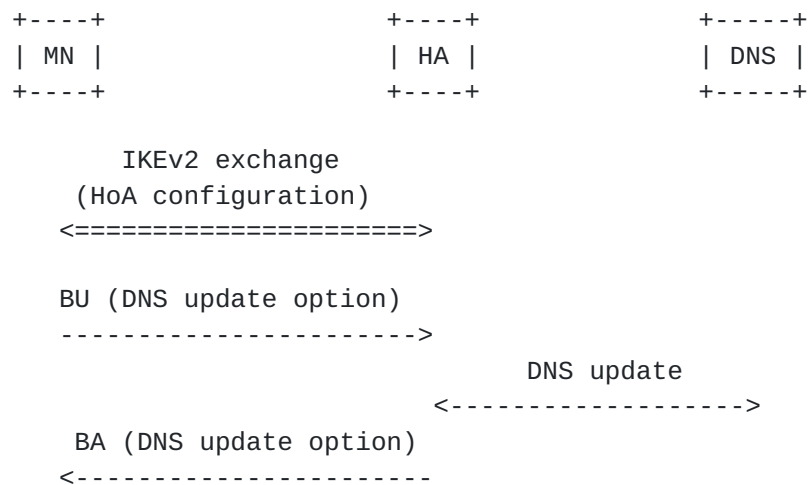 +----+                  +----+              +-----+
| MN |                  | HA |              | DNS |
+----+                  +----+              +-----+
IKEv2 exchange
(HoA configuration)
<======================>
BU (DNS update option)
----------------------->
DNS update
<------------------->
BA (DNS update option)
<-----------------------